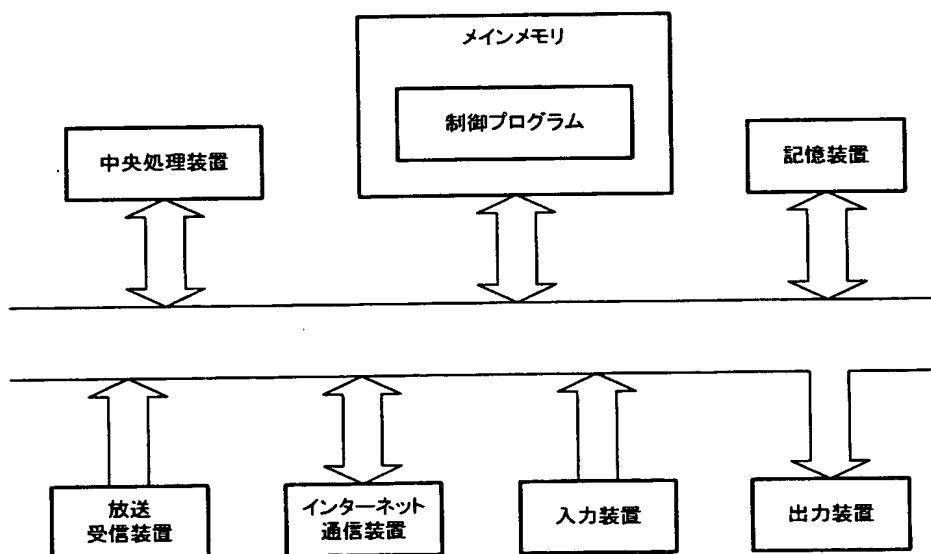 メインメモリ
制御プログラム
中央処理装置
記憶装置
放送
受信装置
インターネット
通信装置
入力装置
出力装置